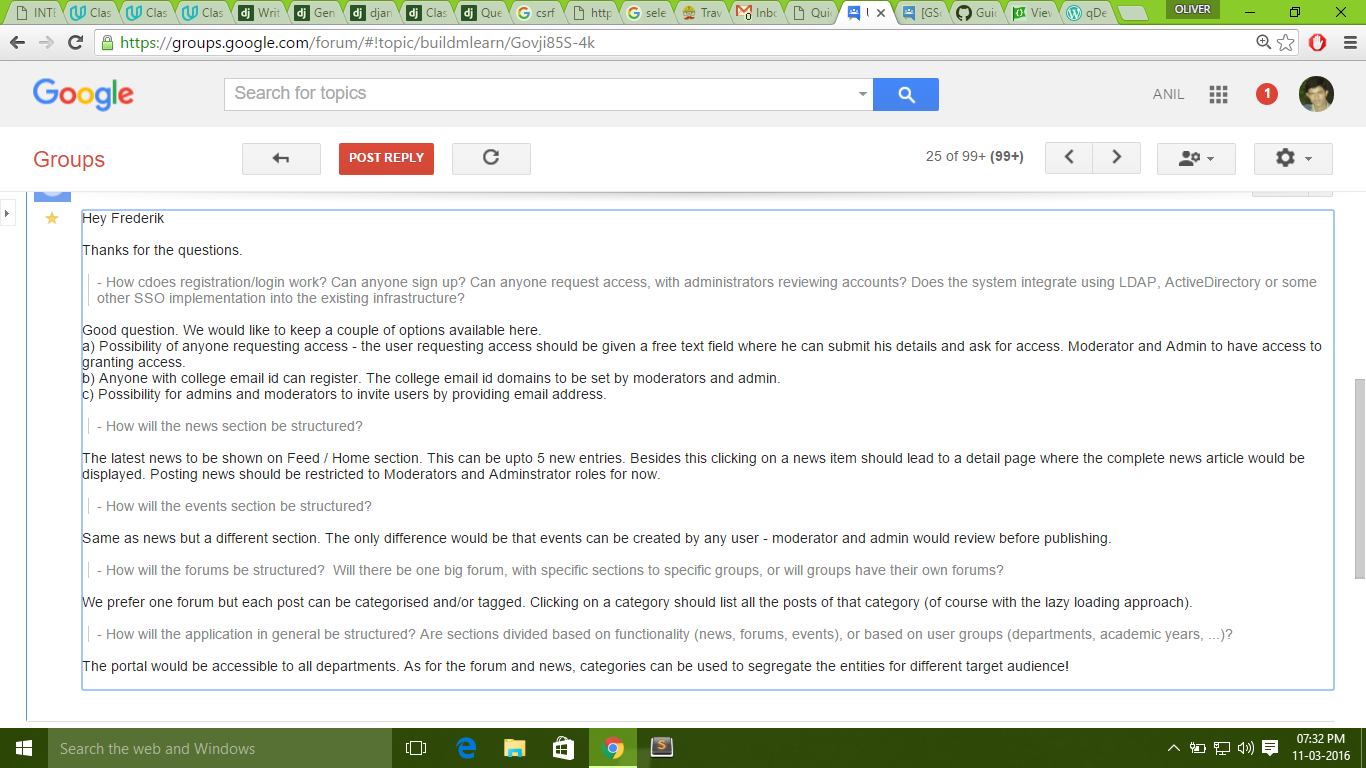 INT
Clas
Clas
Clas
Writ
Gen
djan
Clas
Que
csrf
http
sele
Trav
Inbo
Quic
U
[GS
Guid
View
qDe
OLIVER
https://groups.google.com/forum/#!topic/buildmlearn/Govji85S-4k
Google
Search for topics
ANIL
1
Groups
POST REPLY
25 of 99+ (99+)
Hey Frederik
Thanks for the questions.
- How cdoes registration/login work? Can anyone sign up? Can anyone request access, with administrators reviewing accounts? Does the system integrate using LDAP, ActiveDirectory or some
other SSO implementation into the existing infrastructure?
Good question. We would like to keep a couple of options available here.
a) Possibility of anyone requesting access - the user requesting access should be given a free text field where he can submit his details and ask for access. Moderator and Admin to have access to
granting access.
b) Anyone with college email id can register. The college email id domains to be set by moderators and admin.
c) Possibility for admins and moderators to invite users by providing email address.
- How will the news section be structured?
The latest news to be shown on Feed / Home section. This can be upto 5 new entries. Besides this clicking on a news item should lead to a detail page where the complete news article would be
displayed. Posting news should be restricted to Moderators and Adminstrator roles for now.
- How will the events section be structured?
Same as news but a different section. The only difference would be that events can be created by any user - moderator and admin would review before publishing.
- How will the forums be structured?  Will there be one big forum, with specific sections to specific groups, or will groups have their own forums?
We prefer one forum but each post can be categorised and/or tagged. Clicking on a category should list all the posts of that category (of course with the lazy loading approach).
- How will the application in general be structured? Are sections divided based on functionality (news, forums, events), or based on user groups (departments, academic years, ...)?
The portal would be accessible to all departments. As for the forum and news, categories can be used to segregate the entities for different target audience!
Search the web and Windows
07:32 PM
11-03-2016